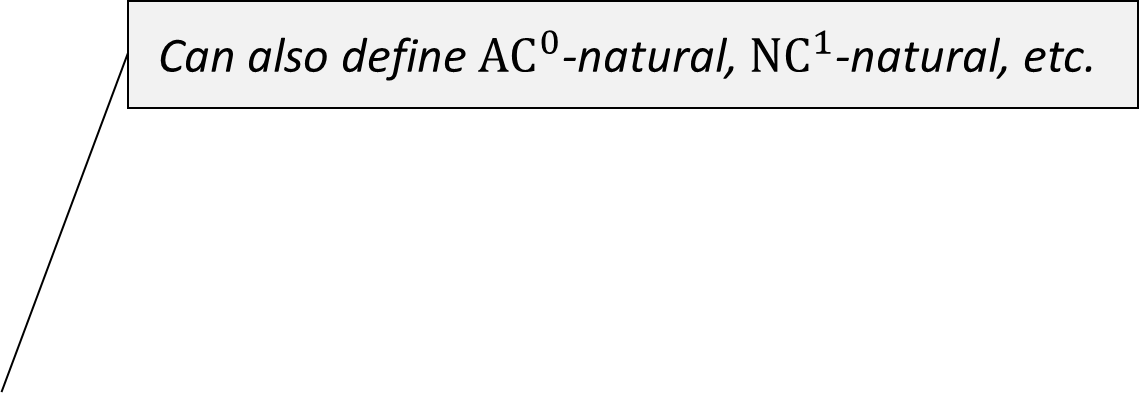 Can also define AC⁰-natural, NC¹-natural, etc.